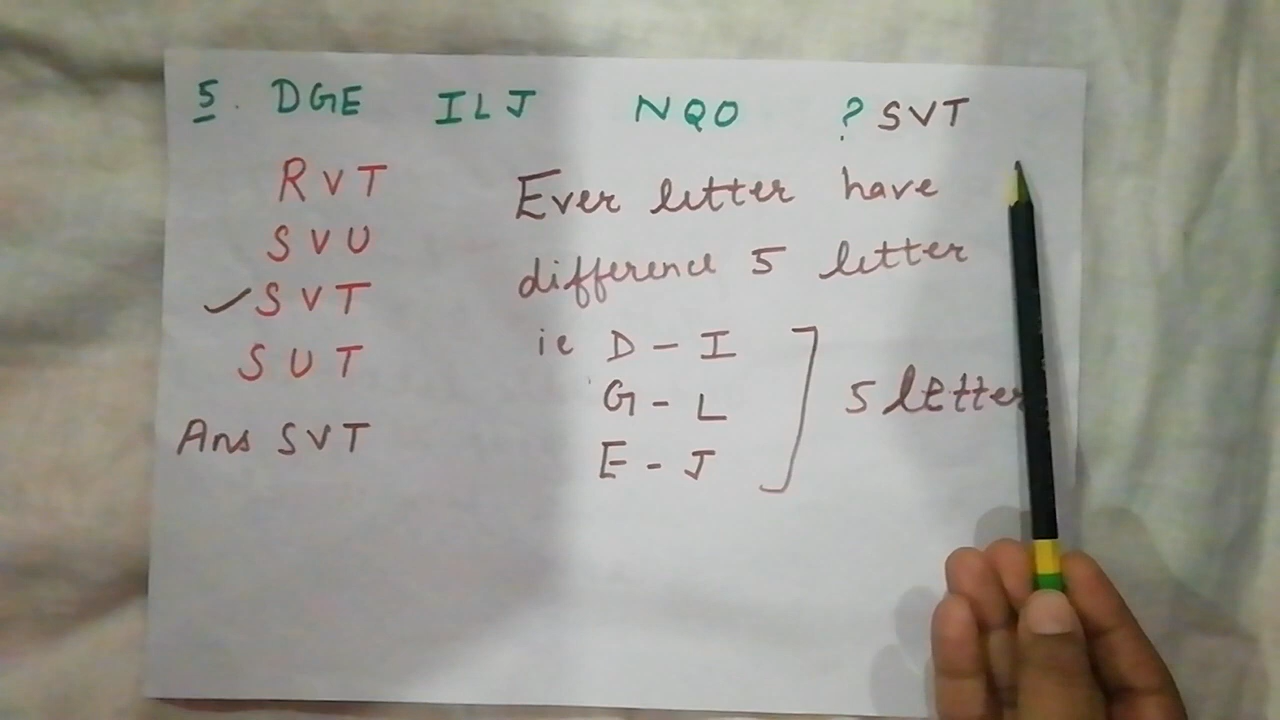 5. DGE ILJ NQO ? SVT
RVT
SVU
✓SVT
SUT
Ans SVT
Ever letter have
difference 5 letter
ie D - I
G - L
E - J
5 letter